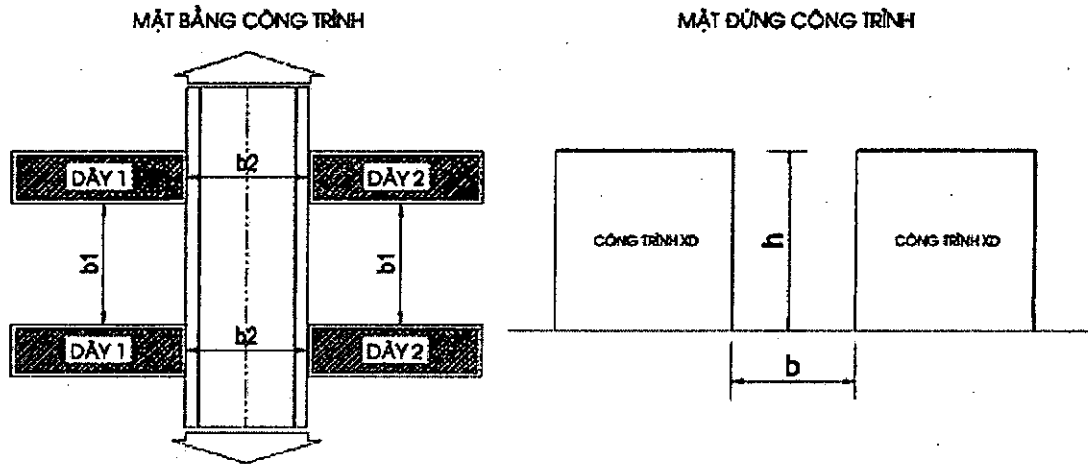 MẶT BẰNG CÔNG TRÌNH
MẶT ĐỨNG CÔNG TRÌNH
DÃY 1
b2
DÃY 2
b1
b1
DÃY 1
b2
DÃY 2
CÔNG TRÌNH XD
h
CÔNG TRÌNH XD
b